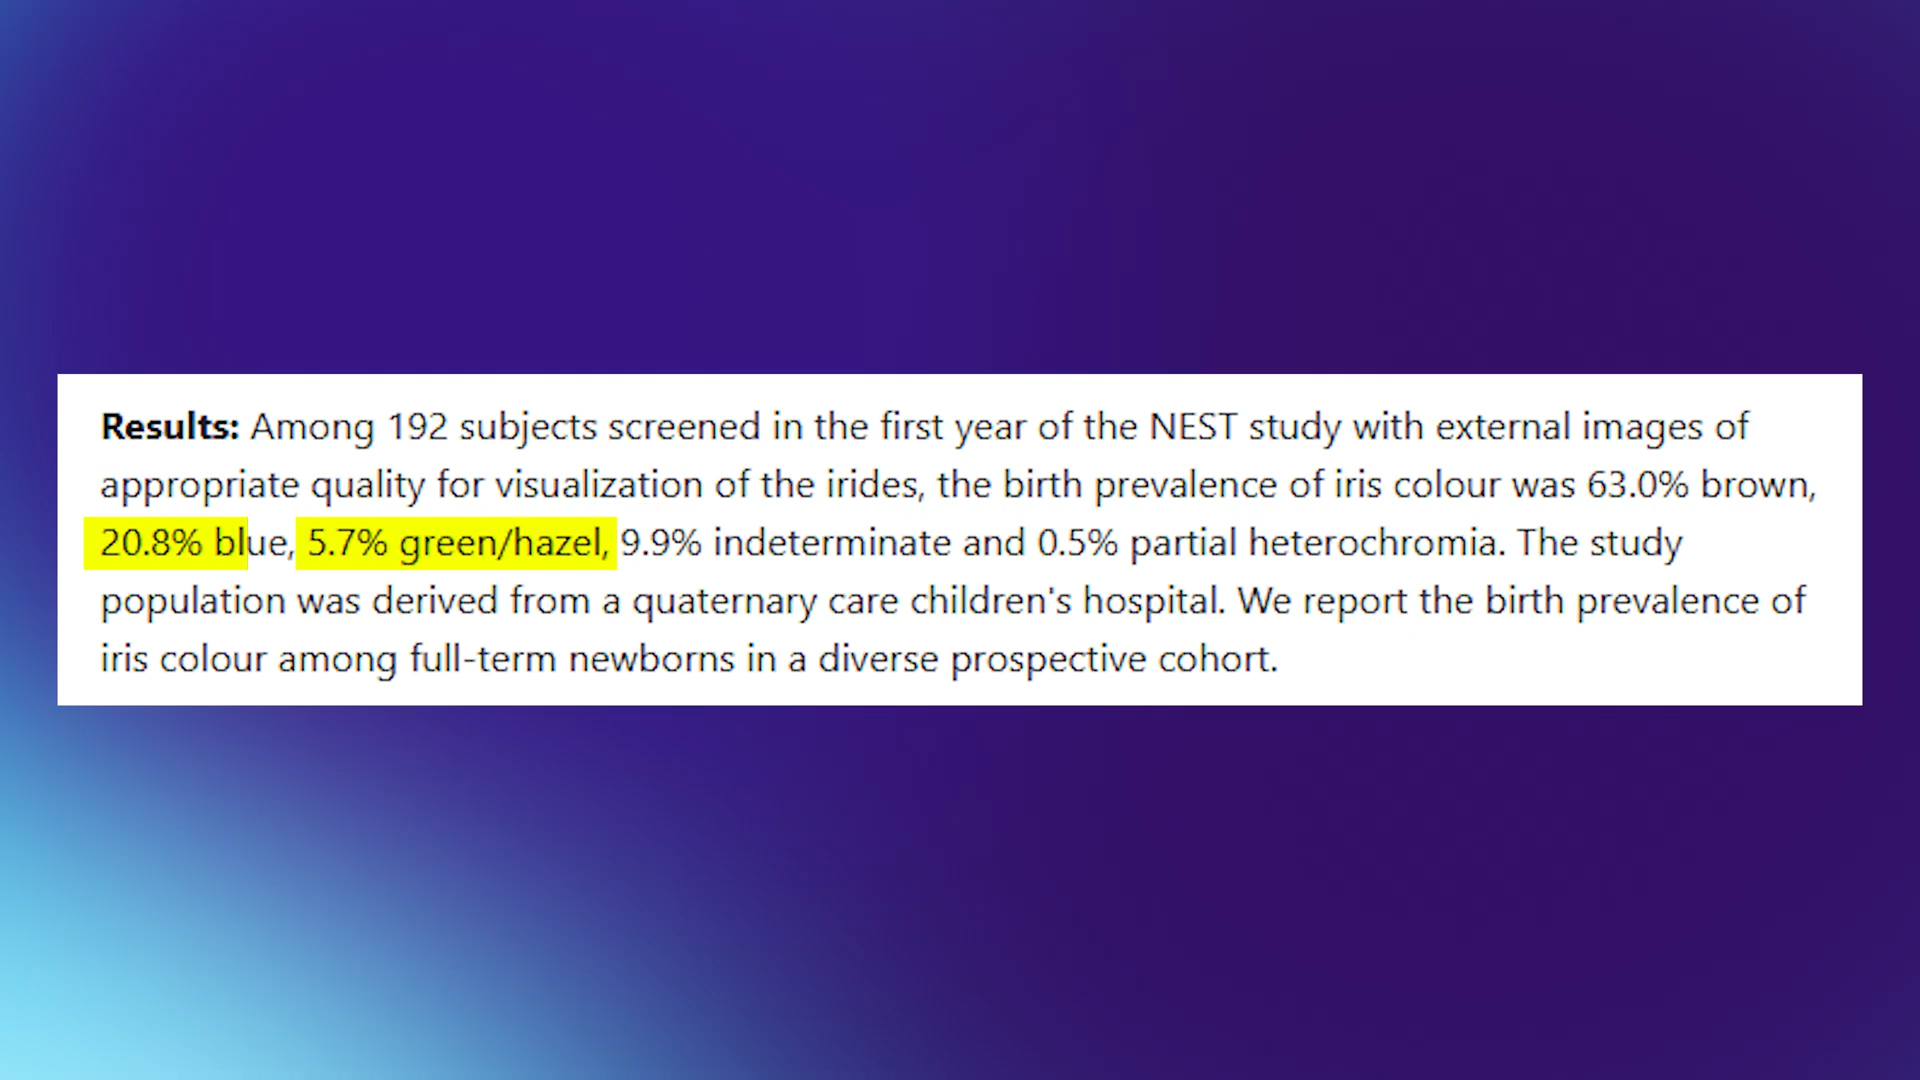 Results: Among 192 subjects screened in the first year of the NEST study with external images of
appropriate quality for visualization of the irides, the birth prevalence of iris colour was 63.0% brown,
20.8% blue, 5.7% green/hazel, 9.9% indeterminate and 0.5% partial heterochromia. The study
population was derived from a quaternary care children's hospital. We report the birth prevalence of
iris colour among full-term newborns in a diverse prospective cohort.